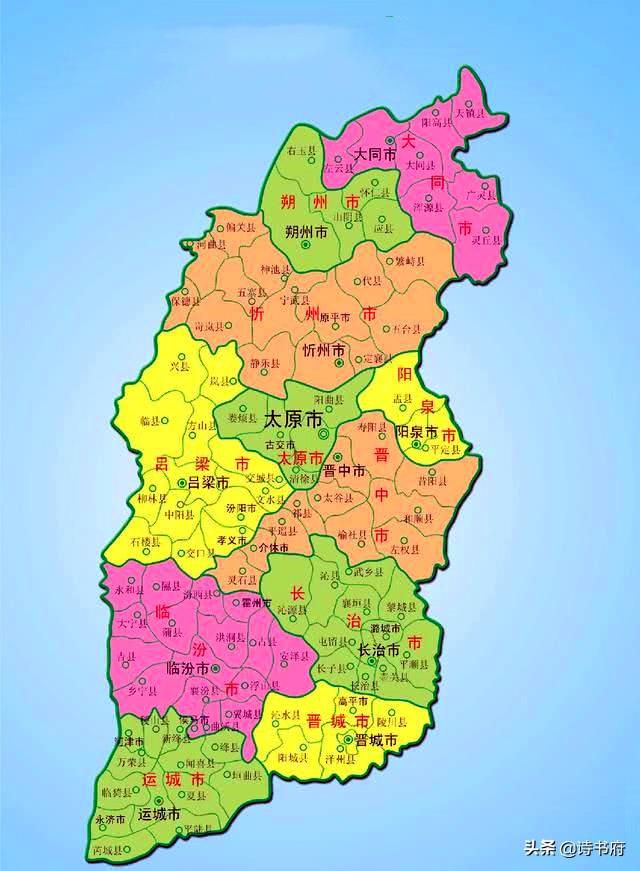 天镇县
阳高县
大
右玉县
大同市
左云县
大同县
同
怀仁县
广灵县
朔州市
浑源县
山阴县
应县
市
朔州市
灵丘县
偏关县
河曲县
繁峙县
神池县
代县
五寨县
宁武县
保德县
忻州市
原平市
岢岚县
五台县
忻州市
定襄县
静乐县
兴县
岚县
阳
泉
市
盂县
阳泉市
平定县
娄烦县
阳曲县
太原市
古交市
太原市
清徐县
临县
方山县
吕梁市
吕梁市
交城县
文水县
柳林县
中阳县
汾阳市
孝义市
石楼县
交口县
寿阳县
晋
中
市
晋中市
昔阳县
太谷县
祁县
和顺县
平遥县
榆社县
左权县
介休市
灵石县
沁县
武乡县
长
治
市
襄垣县
黎城县
沁源县
潞城市
屯留县
长治市
平顺县
长子县
壶关县
长治县
永和县
隰县
汾西县
霍州市
大宁县
临
汾
市
蒲县
洪洞县
古县
吉县
安泽县
临汾市
乡宁县
襄汾县
浮山县
翼城县
侯马市
曲沃县
高平市
沁水县
晋城市
陵川县
晋城市
阳城县
泽州县
稷山县
河津市
新绛县
绛县
万荣县
闻喜县
运城市
垣曲县
临猗县
夏县
运城市
永济市
平陆县
芮城县
头条 @诗书府